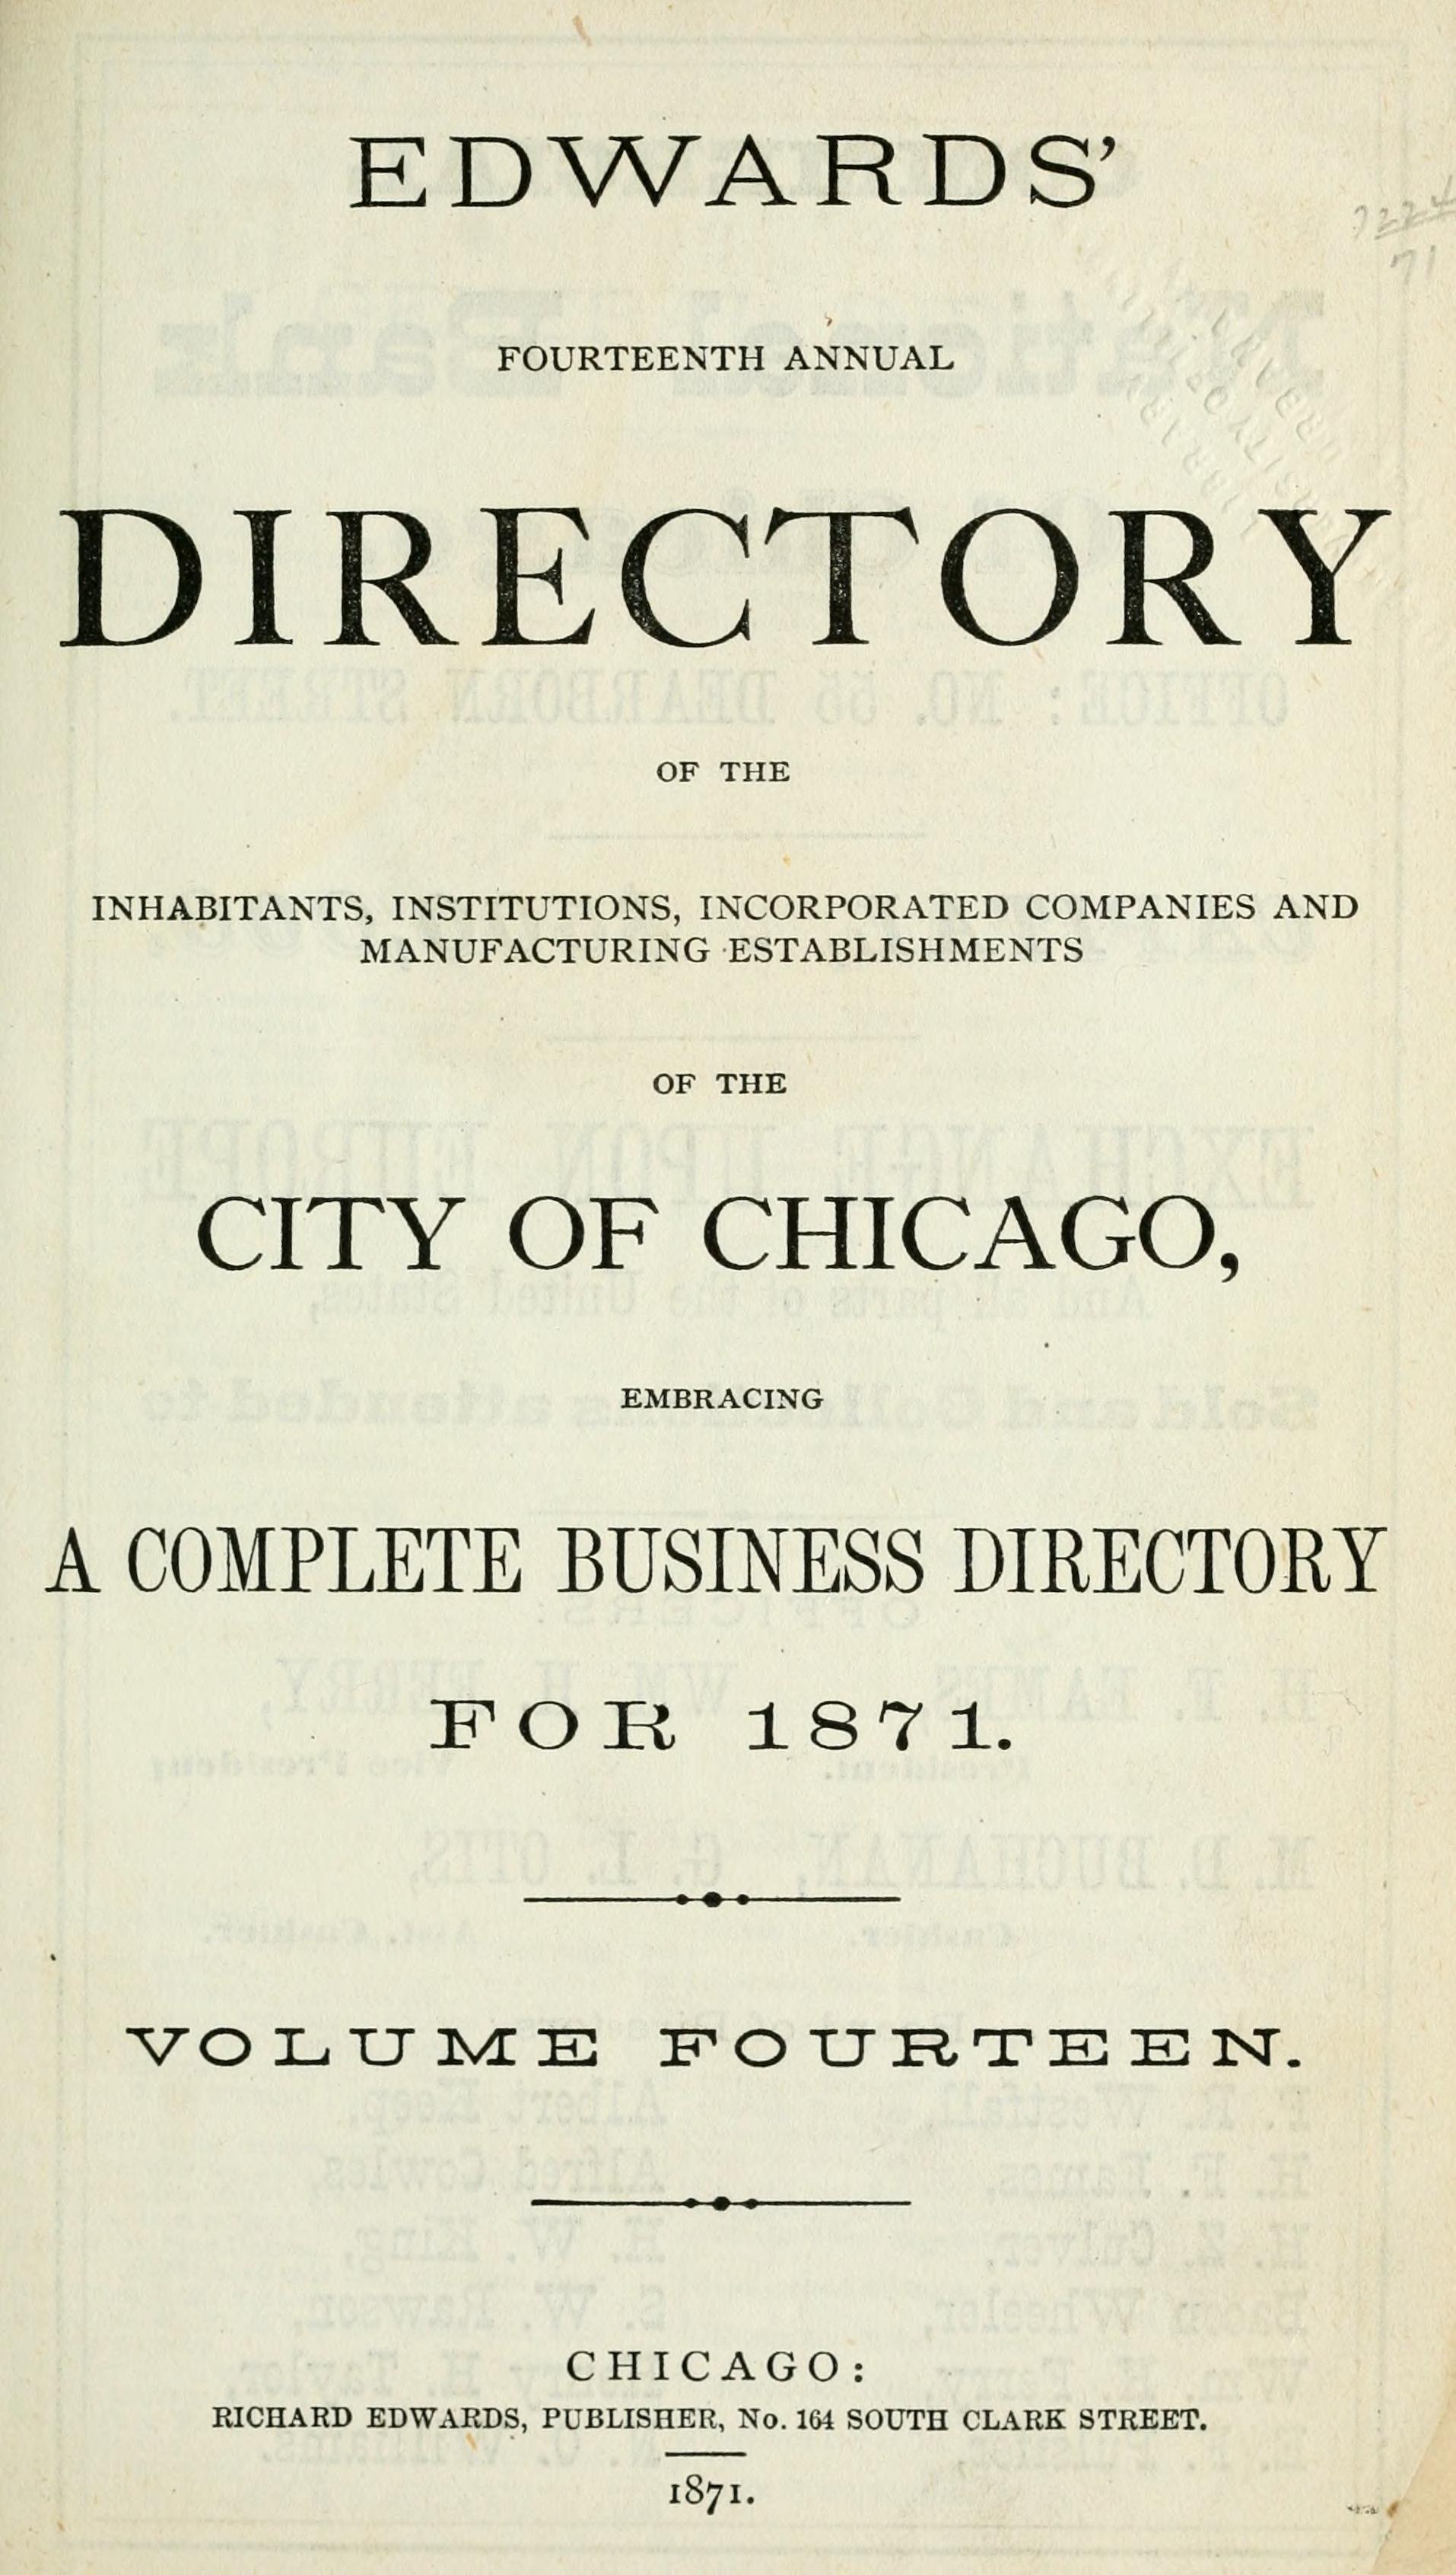 EDWARDS'
FOURTEENTH ANNUAL
DIRECTORY
OF THE
INHABITANTS, INSTITUTIONS, INCORPORATED COMPANIES AND
MANUFACTURING ESTABLISHMENTS
OF THE
CITY OF CHICAGO,
EMBRACING
A COMPLETE BUSINESS DIRECTORY
FOR 1871.
VOLUME FOURTEEN.
CHICAGO:
RICHARD EDWARDS, PUBLISHER, No. 164 SOUTH CLARK STREET.
1871.